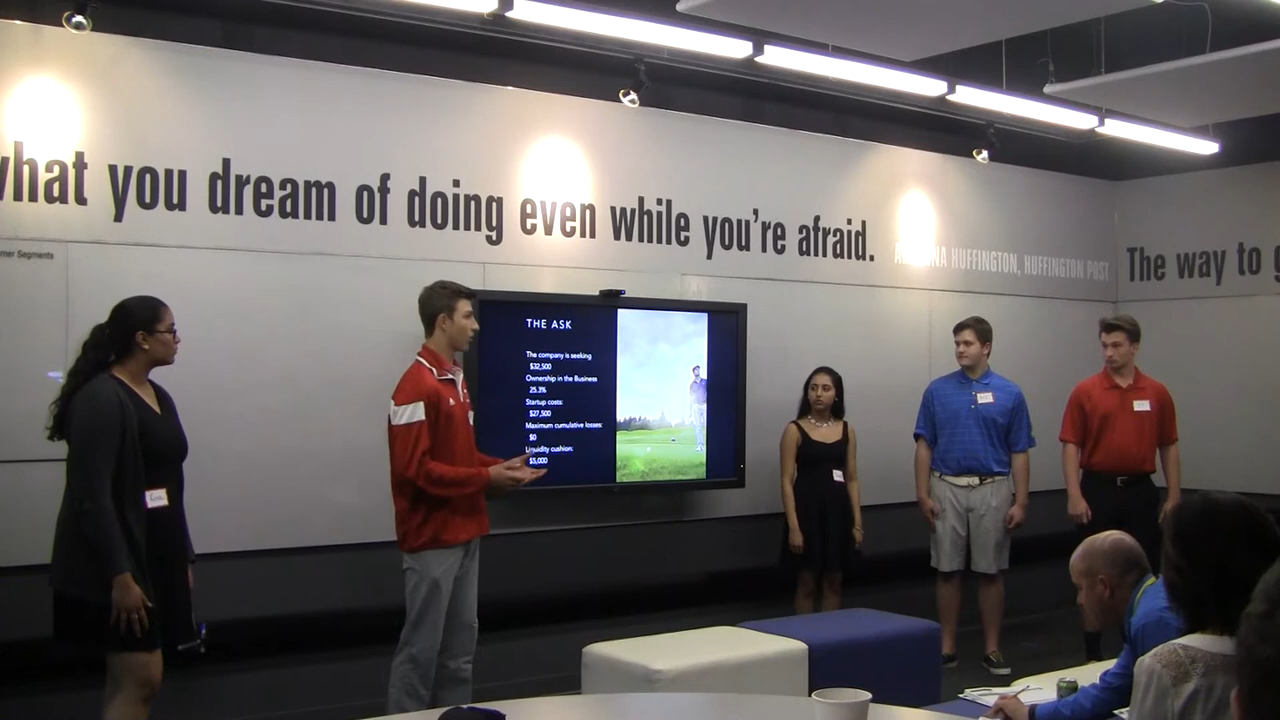 what you dream of doing even while you're afraid.
HUFFINGTON, HUFFINGTON POST
The way to
Segments
THE ASK
The company is seeking
$32,500
Ownership in the Business
25.3%
Startup costs:
$27,500
Maximum cumulative losses:
$0
Liquidity cushion:
$5,000